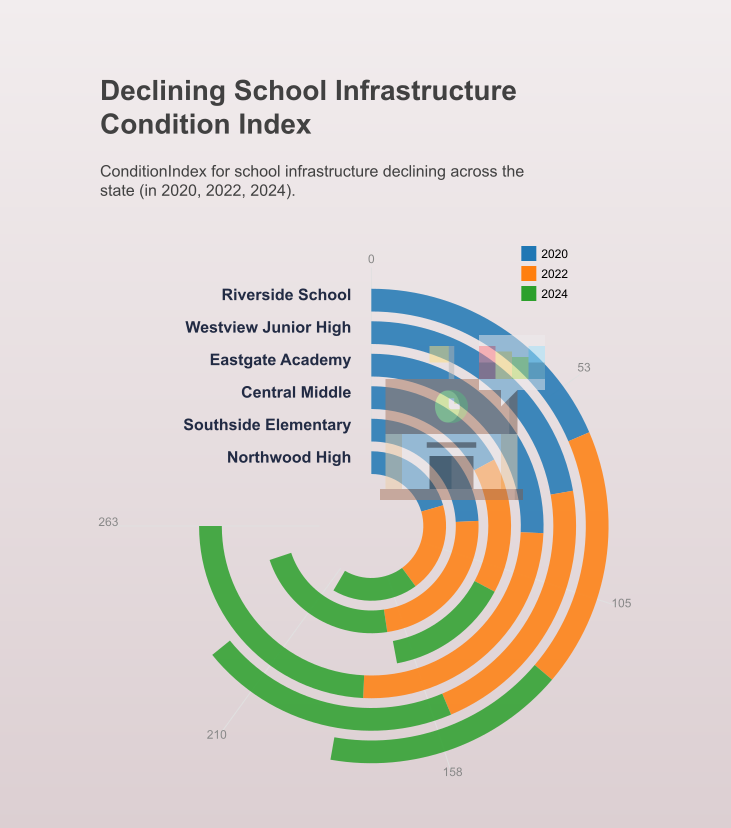 Declining School Infrastructure
Condition Index
ConditionIndex for school infrastructure declining across the
state (in 2020, 2022, 2024).
0
2020
2022
2024
Riverside School
Westview Junior High
Eastgate Academy
Central Middle
Southside Elementary
Northwood High
53
263
105
210
158